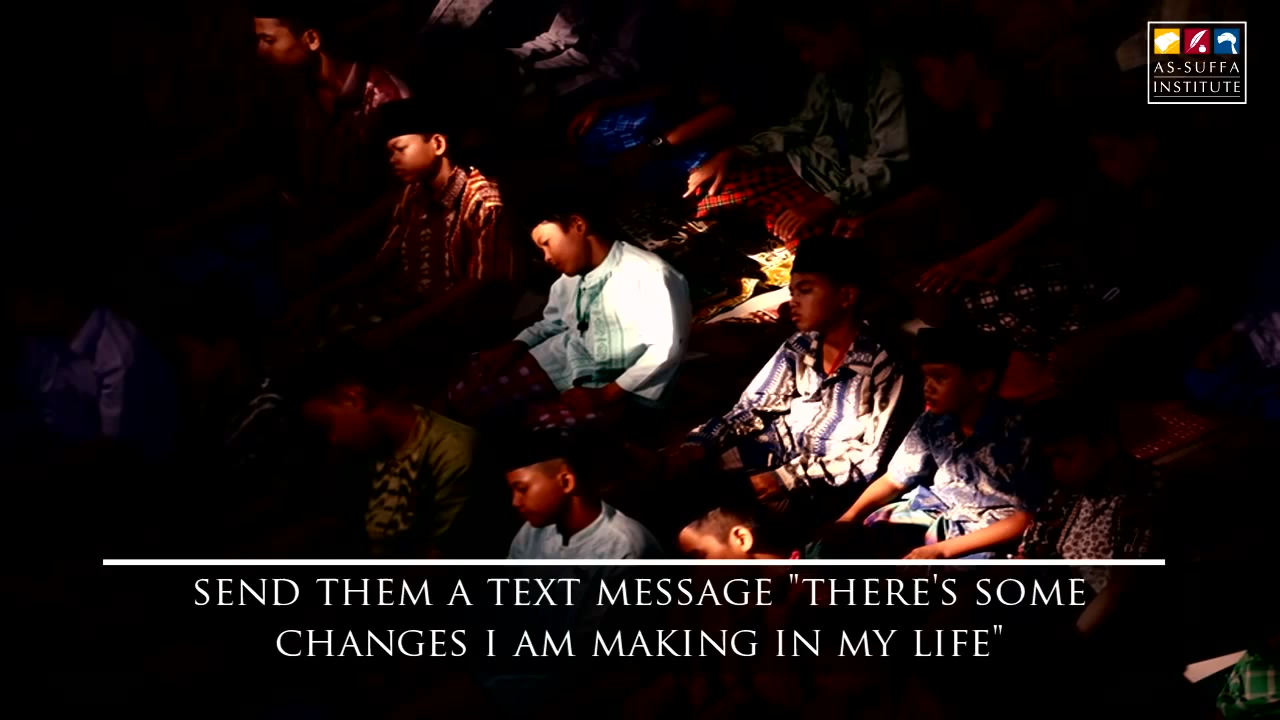 AS-SUFFA
INSTITUTE
SEND THEM A TEXT MESSAGE "THERE'S SOME
CHANGES I AM MAKING IN MY LIFE"